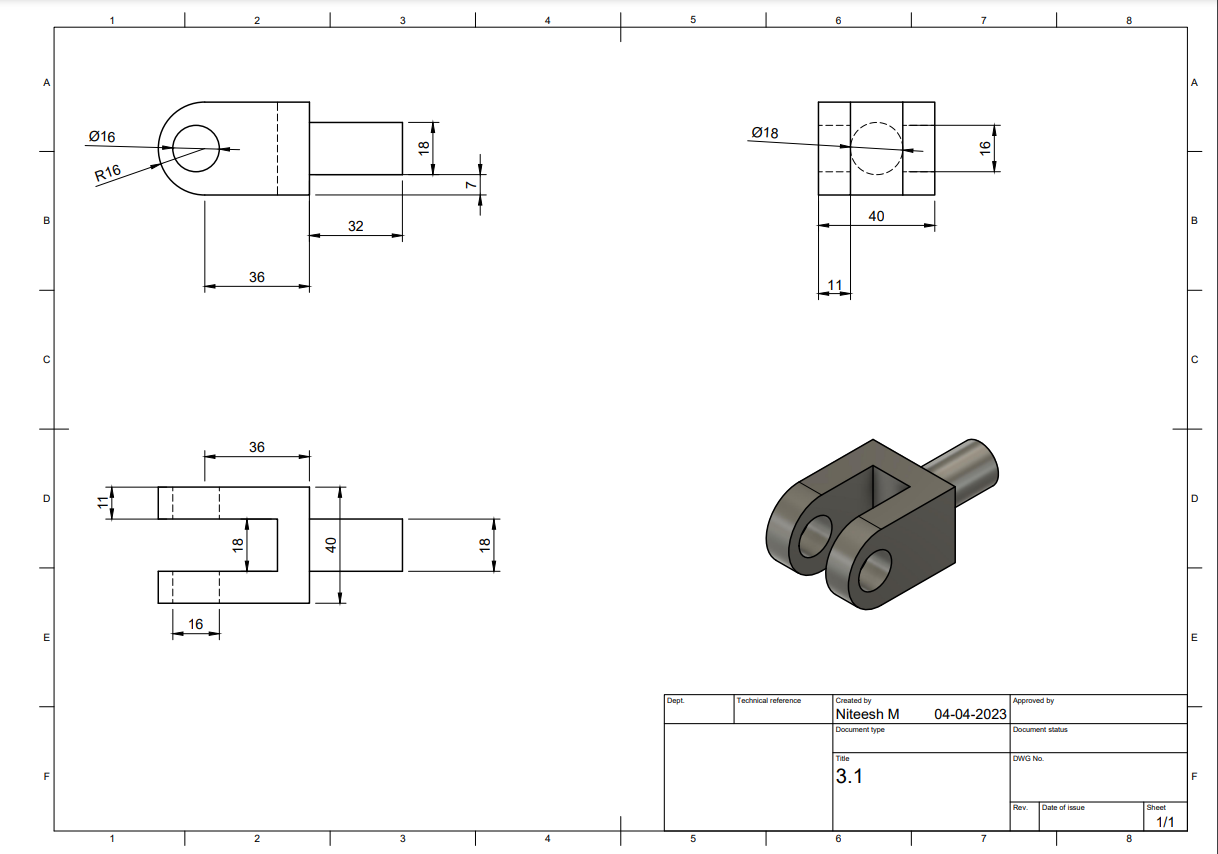 1 2 3 4 5 6 7 8
A A
Ø16
R16
18
7
32
36
Ø18
16
40
11
B B
C C
36
11
18
40
18
16
D D
E E
Dept.
Technical reference
Created by
Niteesh M 04-04-2023
Approved by
Document type
Document status
Title
3.1
DWG No.
F F
Rev.
Date of issue
Sheet
1/1
1 2 3 4 5 6 7 8